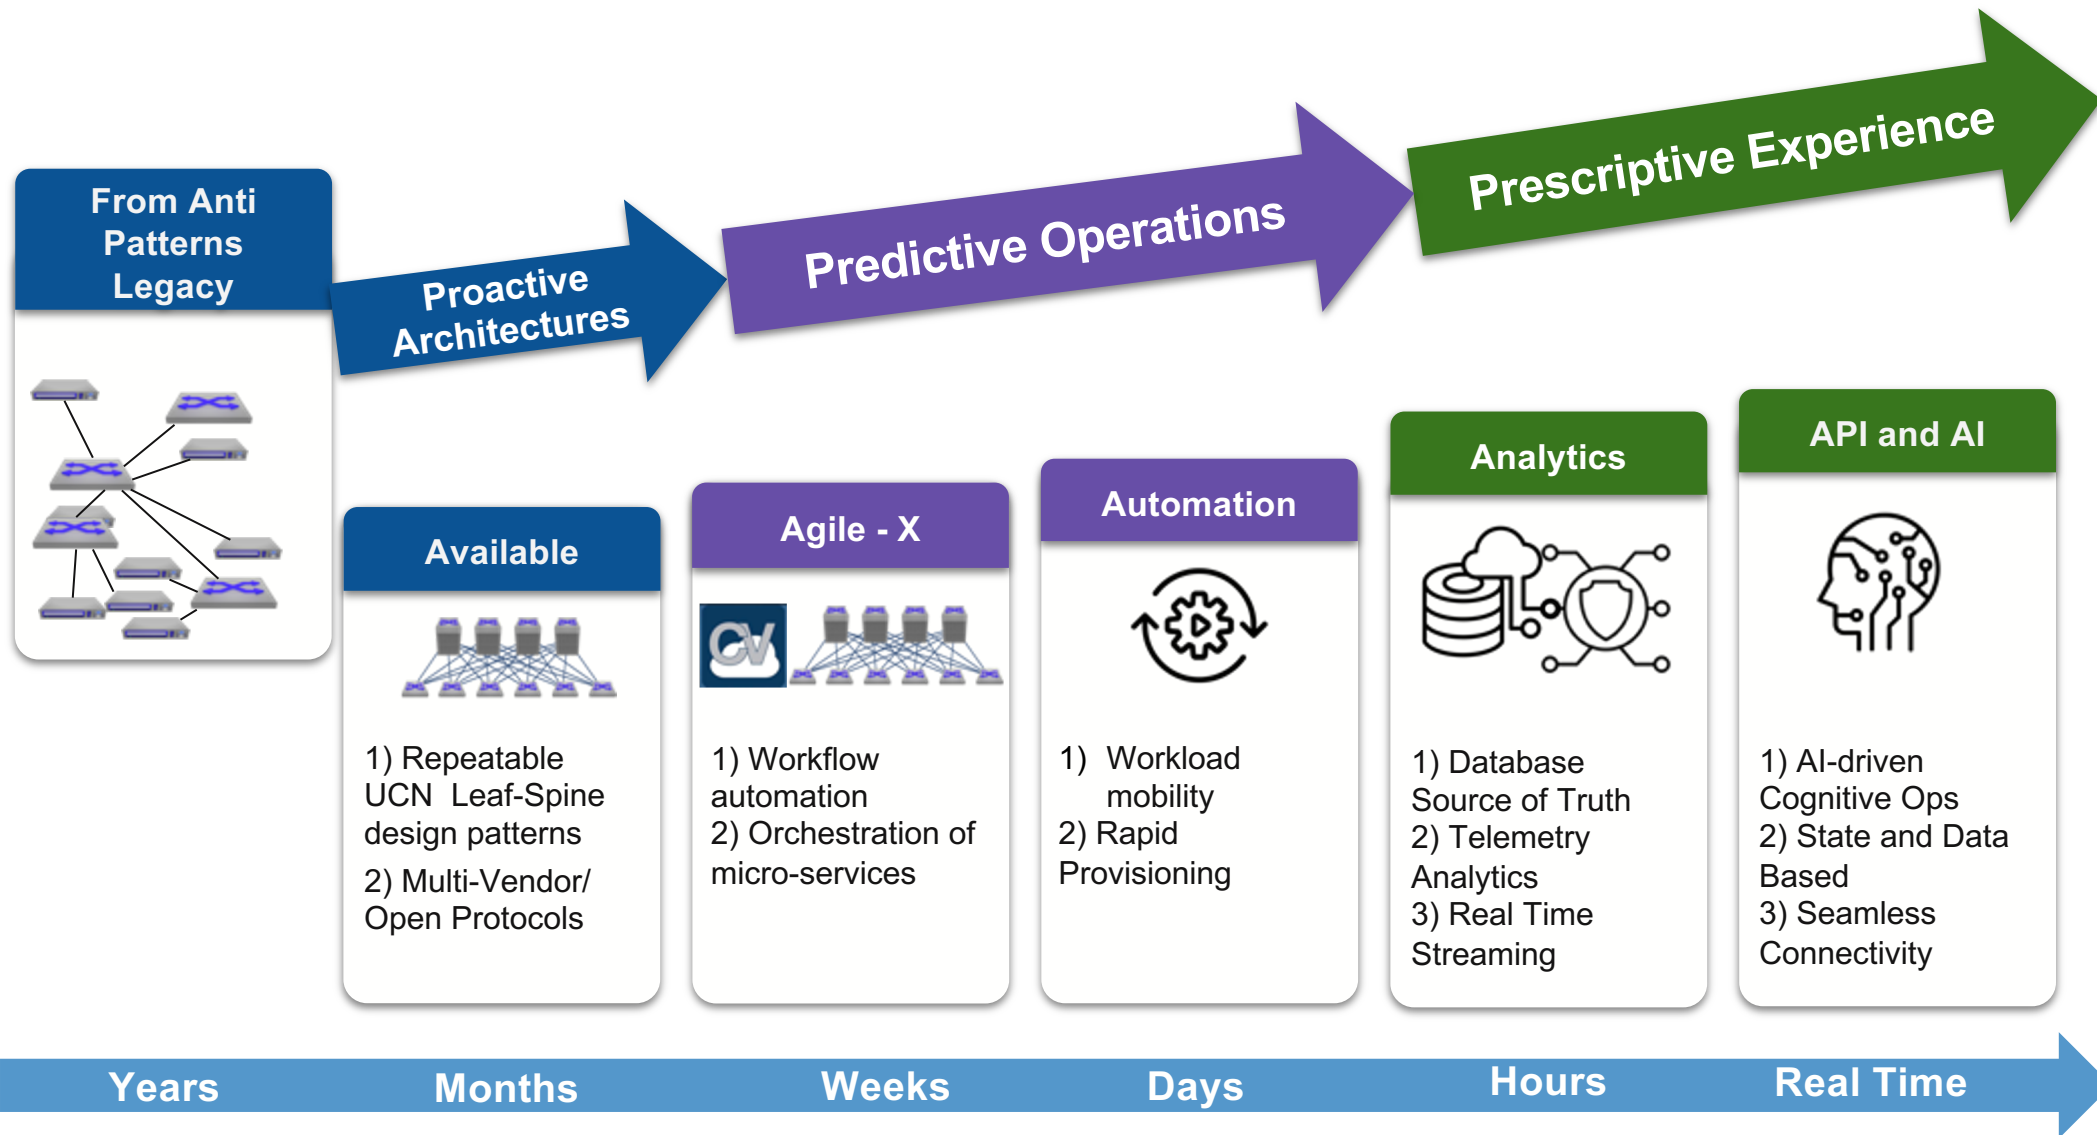 From Anti
Patterns
Legacy
Proactive
Architectures
Predictive Operations
Prescriptive Experience
Available
1) Repeatable
UCN Leaf-Spine
design patterns
2) Multi-Vendor/
Open Protocols
Agile - X
CV
1) Workflow
automation
2) Orchestration of
micro-services
Automation
1) Workload
mobility
2) Rapid
Provisioning
Analytics
1) Database
Source of Truth
2) Telemetry
Analytics
3) Real Time
Streaming
API and AI
1) AI-driven
Cognitive Ops
2) State and Data
Based
3) Seamless
Connectivity
Years
Months
Weeks
Days
Hours
Real Time